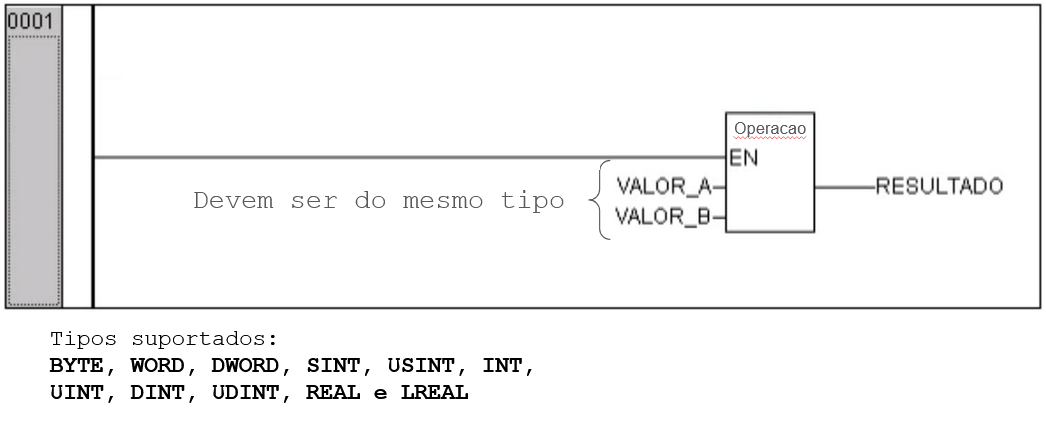 0001
Operacao
EN
Devem ser do mesmo tipo
VALOR_A
VALOR_B
RESULTADO
Tipos suportados:
BYTE, WORD, DWORD, SINT, USINT, INT,
UINT, DINT, UDINT, REAL e LREAL